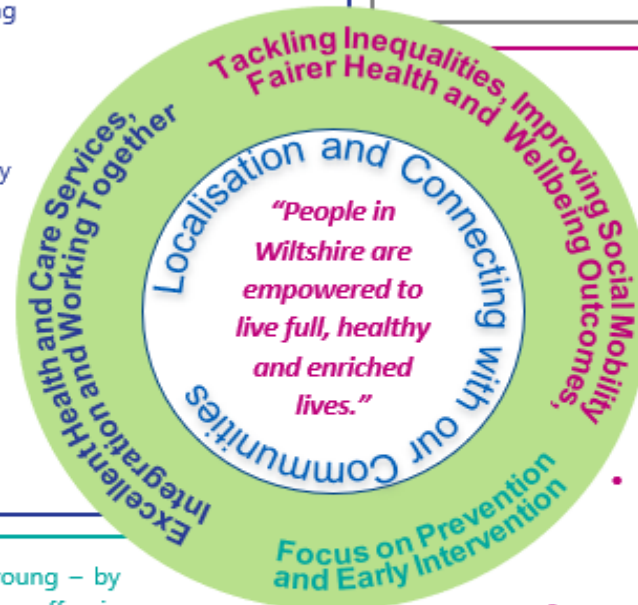 ng
y
Tackling Inequalities, Improving Social Mobility
Fairer Health and Wellbeing Outcomes,
Excellent Health and Care Services,
Integration and Working Together
Localisation and Connecting with our Communities
“People in
Wiltshire are
empowered to
live full, healthy
and enriched
lives.”
Focus on Prevention
and Early Intervention
young – by